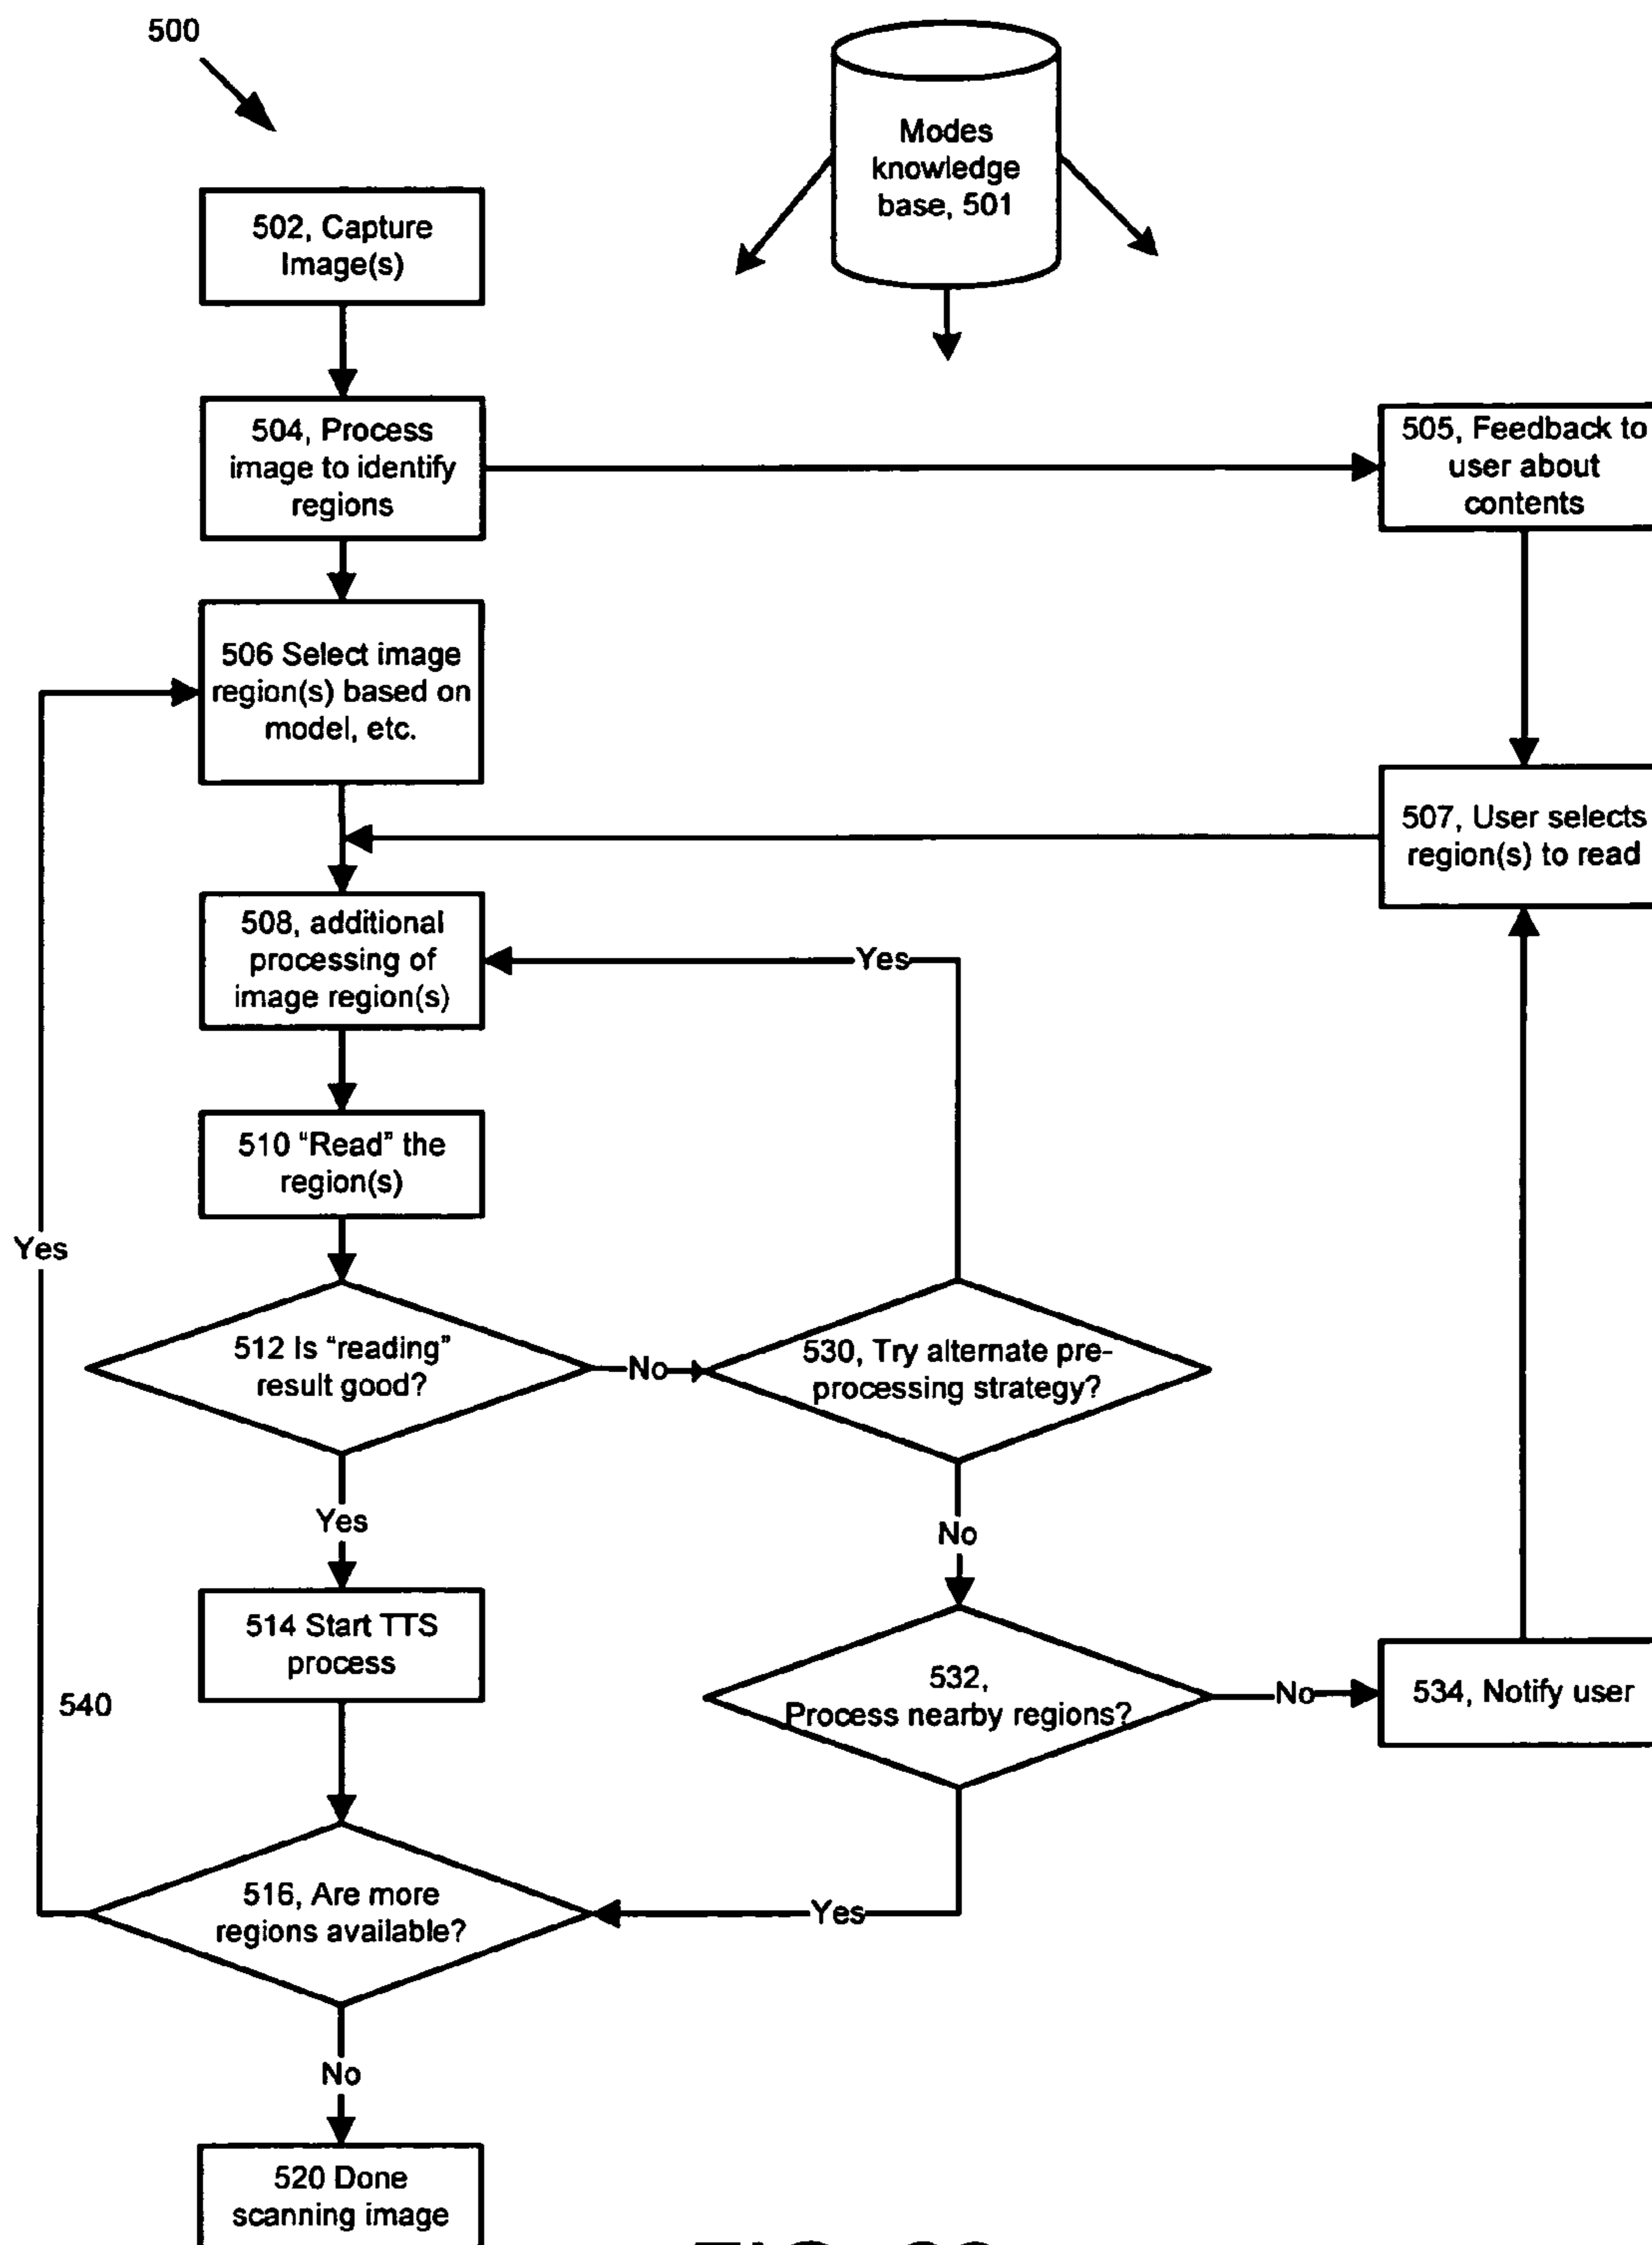 500
Modes
knowledge
base, 501
502, Capture
Image(s)
504, Process
image to identify
regions
505, Feedback to
user about
contents
506 Select image
region(s) based on
model, etc.
507, User selects
region(s) to read
508, additional
processing of
image region(s)
Yes
510 “Read” the
region(s)
Yes
512 Is “reading”
result good?
No
530, Try alternate pre-
processing strategy?
Yes
No
514 Start TTS
process
540
532,
Process nearby regions?
No
534, Notify user
516, Are more
regions available?
Yes
No
520 Done
scanning image